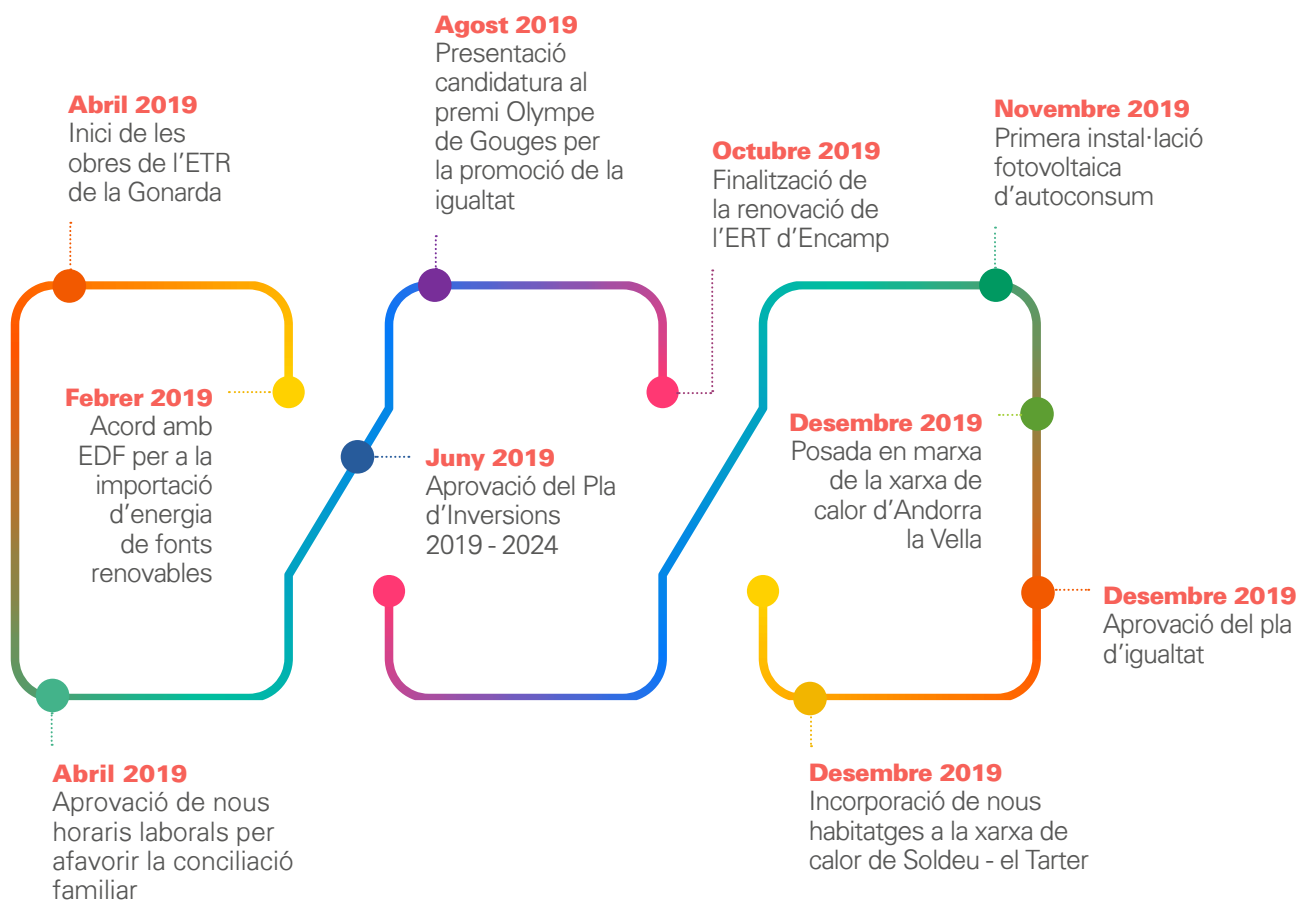 Febrer 2019
Acord amb
EDF per a la
importació
d’energia
de fonts
renovables
Abril 2019
Inici de les
obres de l’ETR
de la Gonarda
Abril 2019
Aprovació de nous
horaris laborals per
afavorir la conciliació
familiar
Juny 2019
Aprovació del Pla
d’Inversions
2019 - 2024
Agost 2019
Presentació
candidatura al
premi Olympe
de Gouges per
la promoció de la
igualtat
Octubre 2019
Finalització de
la renovació de
l’ERT d’Encamp
Novembre 2019
Primera instal·lació
fotovoltaica
d’autoconsum
Desembre 2019
Posada en marxa
de la xarxa de
calor d’Andorra
la Vella
Desembre 2019
Aprovació del pla
d’igualtat
Desembre 2019
Incorporació de nous
habitatges a la xarxa de
calor de Soldeu - el Tarter